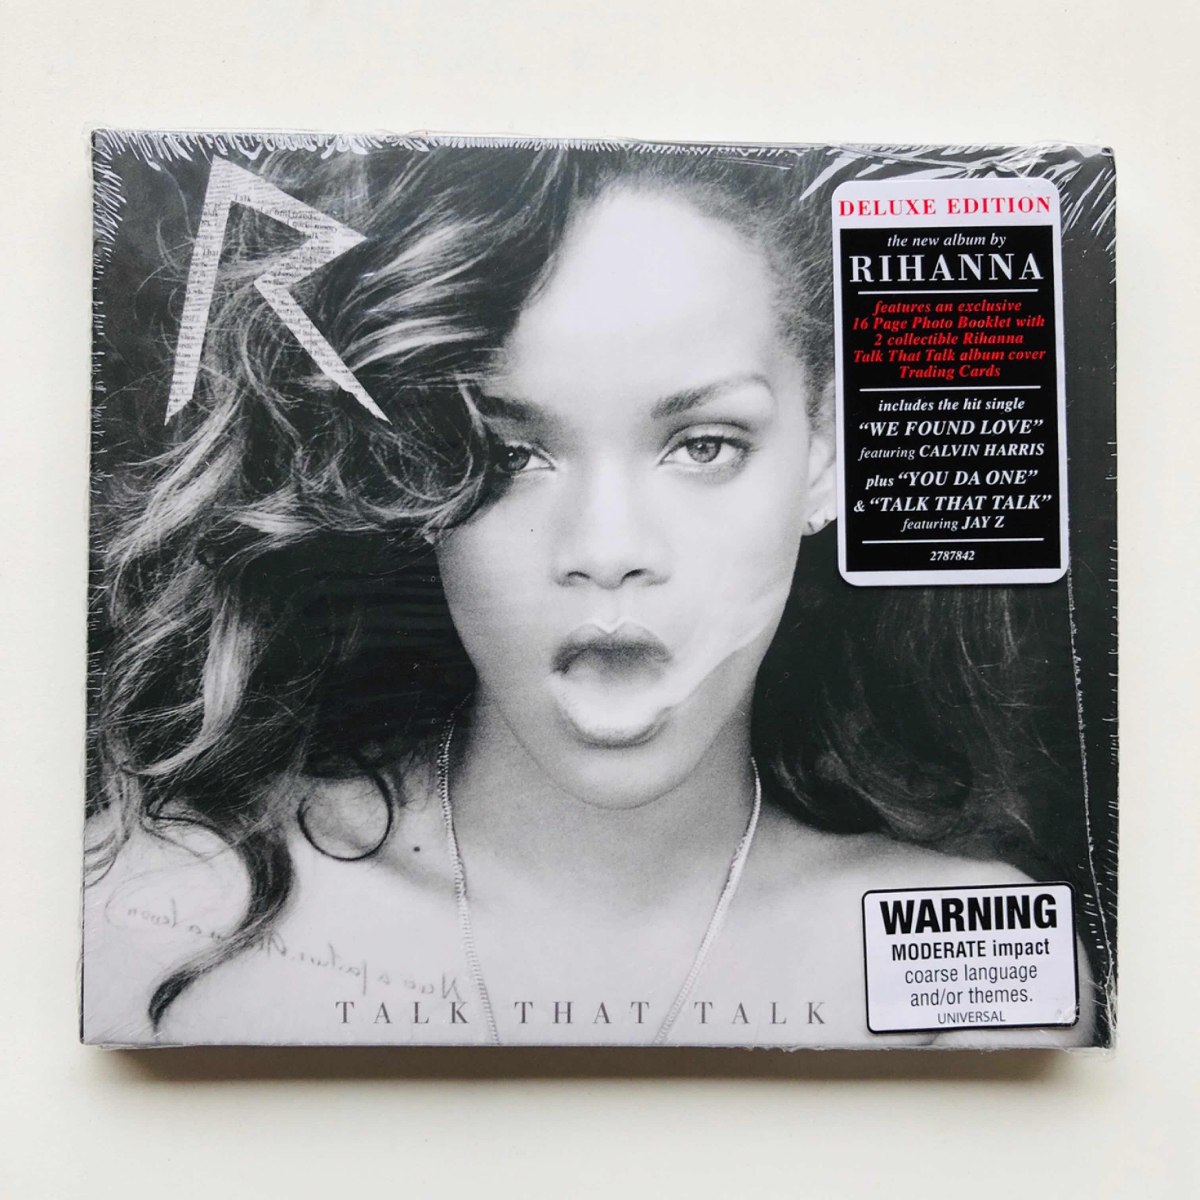 R
DELUXE EDITION
the new album by
RIHANNA
features an exclusive
16 Page Photo Booklet with
2 collectible Rihanna
Talk That Talk album cover
Trading Cards
includes the hit single
“WE FOUND LOVE”
featuring CALVIN HARRIS
plus “YOU DA ONE”
& “TALK THAT TALK”
featuring JAY Z
2787842
WARNING
MODERATE impact
coarse language
and/or themes.
UNIVERSAL
TALK THAT TALK